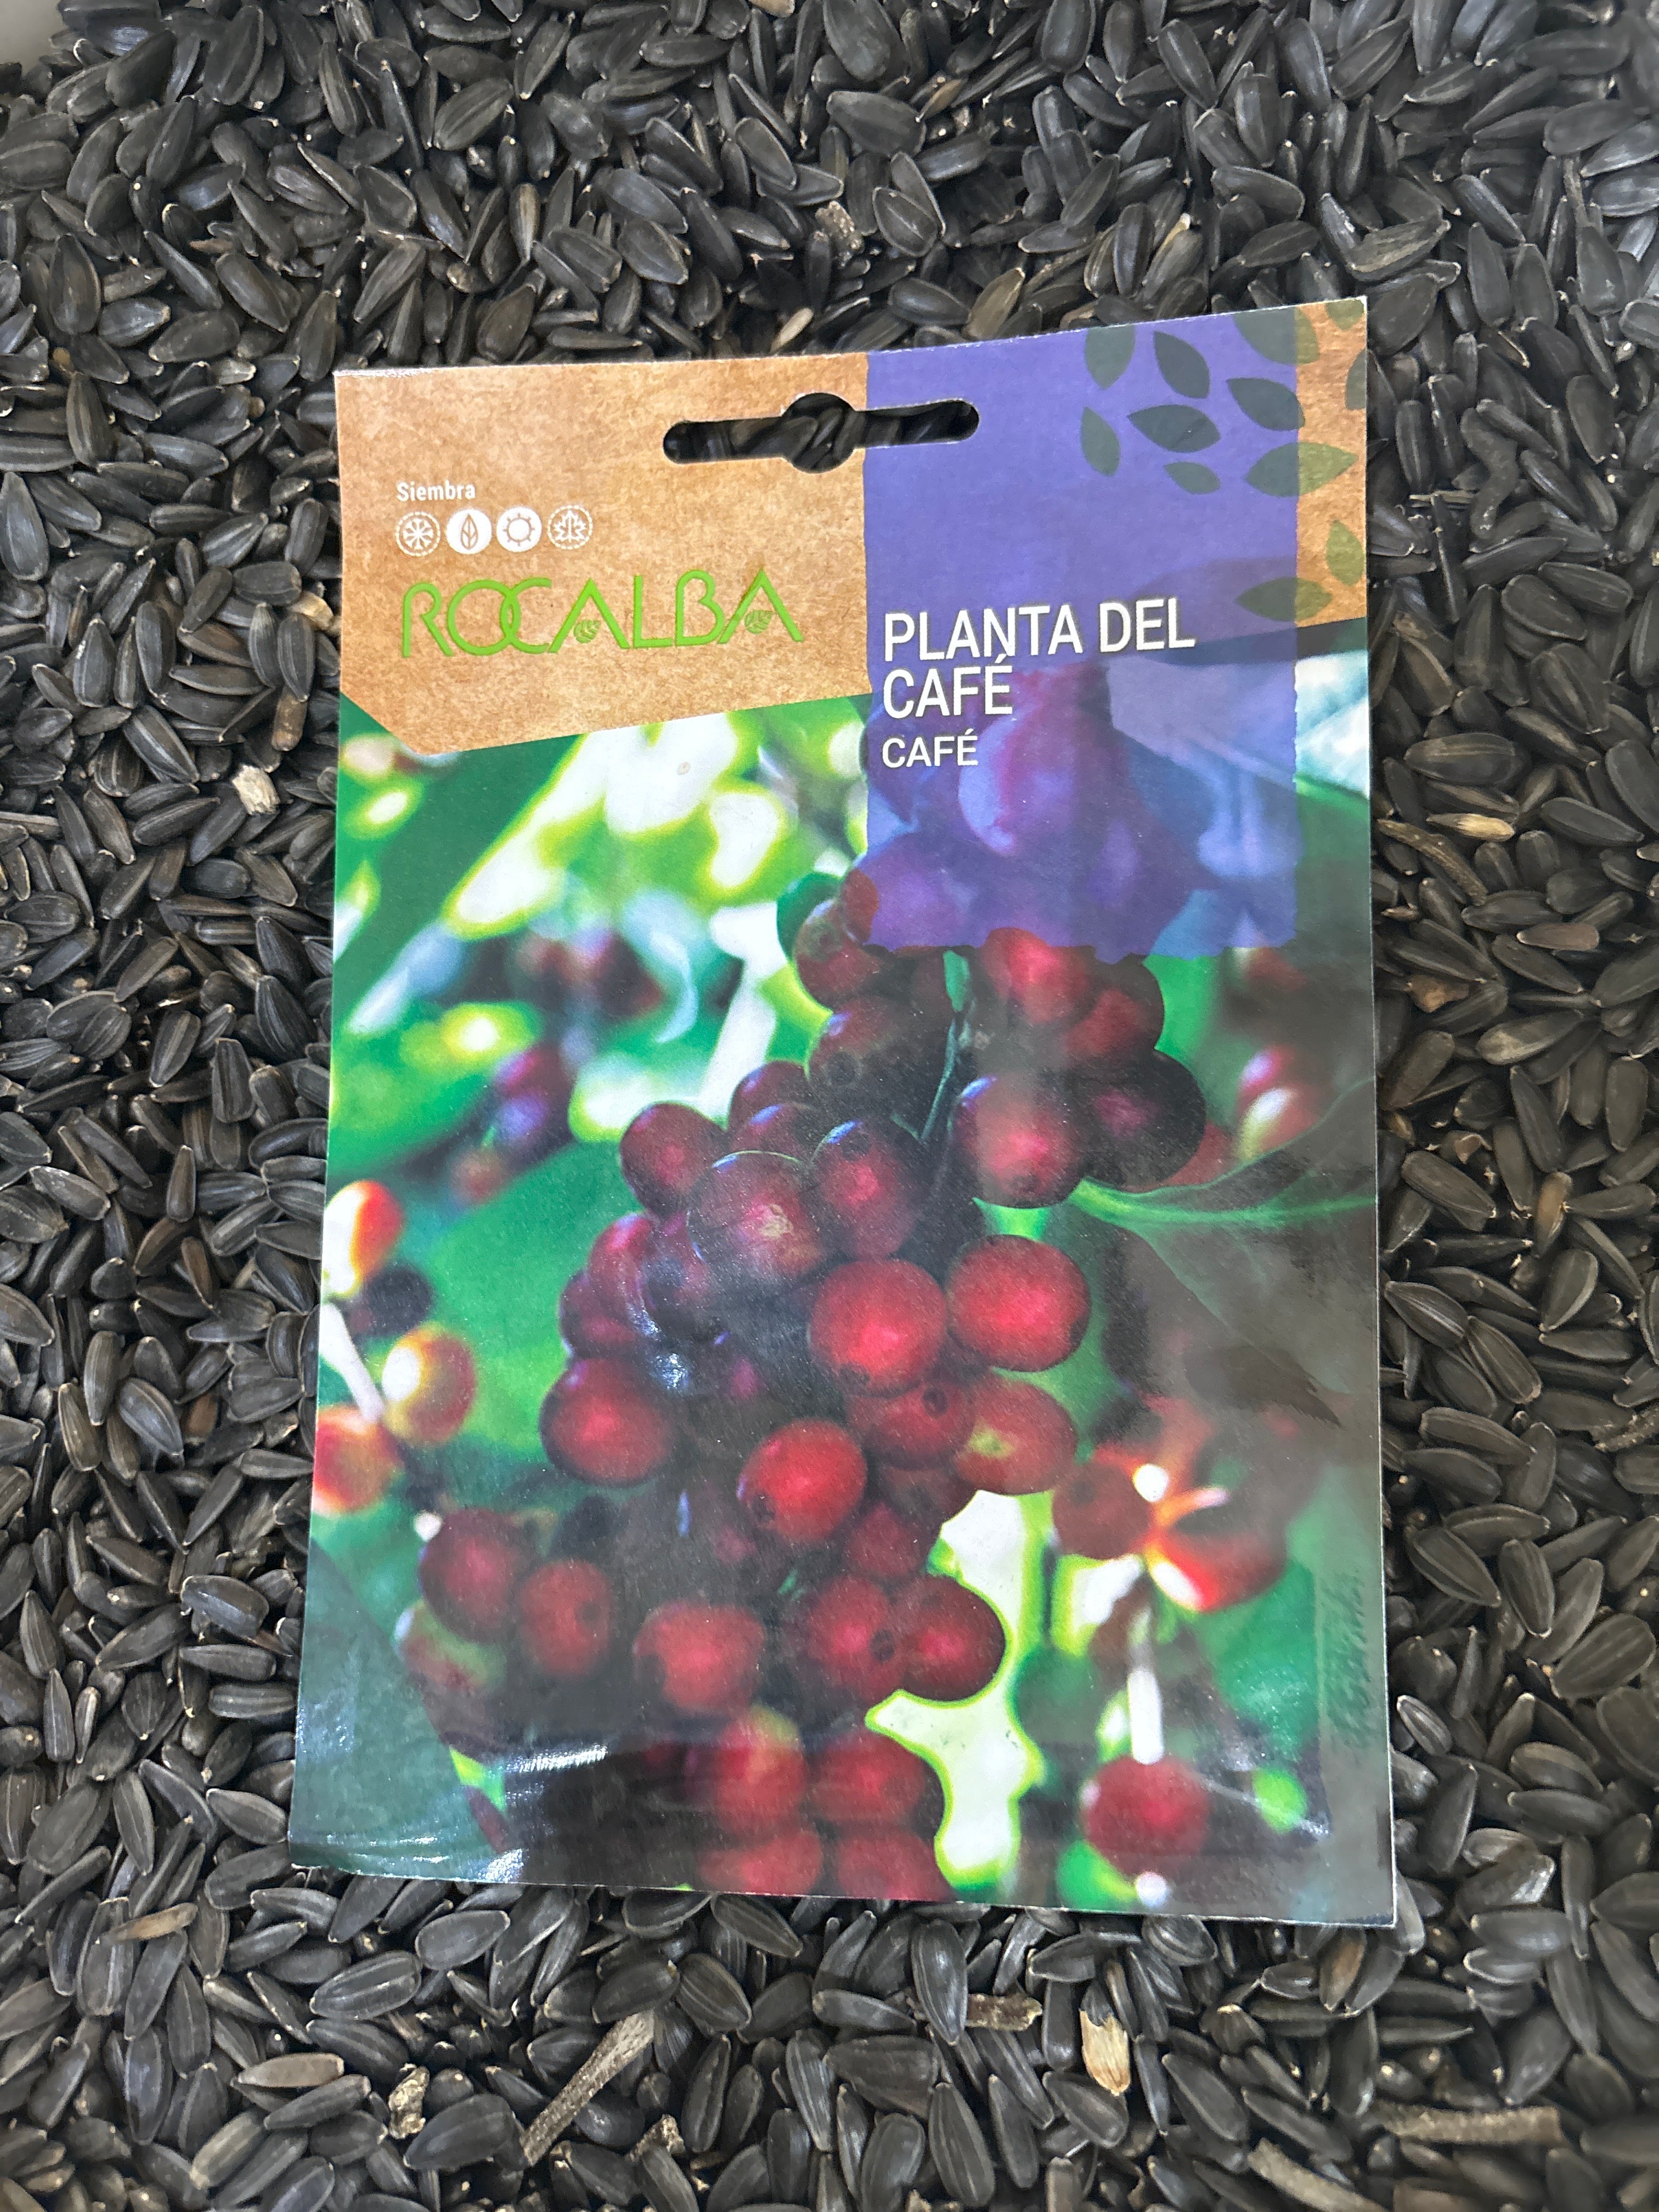 Siembra
ROCALBA
PLANTA DEL
CAFÉ
CAFÉ